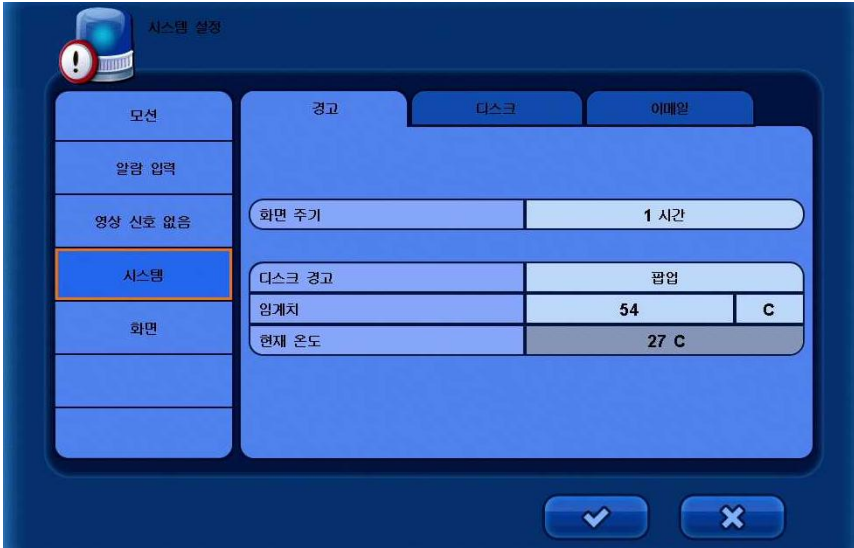 시스템 설정
경고 디스크 이메일
모션
알람 입력
영상 신호 없음
시스템
화면
화면 주기 1 시간
디스크 경고 팝업
임계치 54 C
현재 온도 27 C